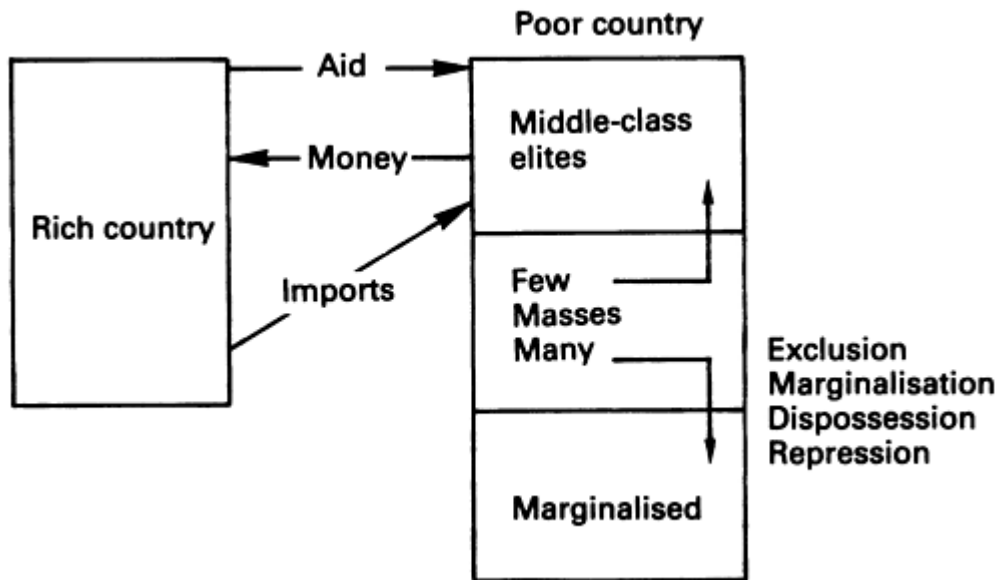 Poor country
Aid
Middle-class
elites
Money
Rich country
Imports
Few
Masses
Many
Exclusion
Marginalisation
Dispossession
Repression
Marginalised